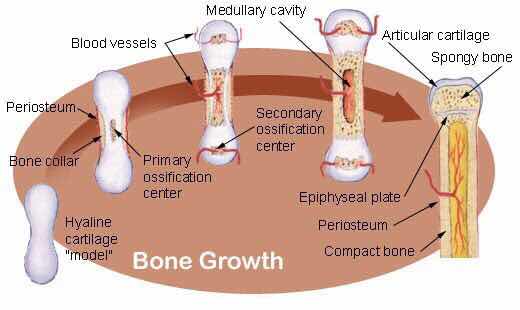 Medullary cavity
Blood vessels
Articular cartilage
Spongy bone
Periosteum
Bone collar
Primary
ossification
center
Secondary
ossification
center
Hyaline
cartilage
"model"
Epiphyseal plate
Periosteum
Compact bone
Bone Growth